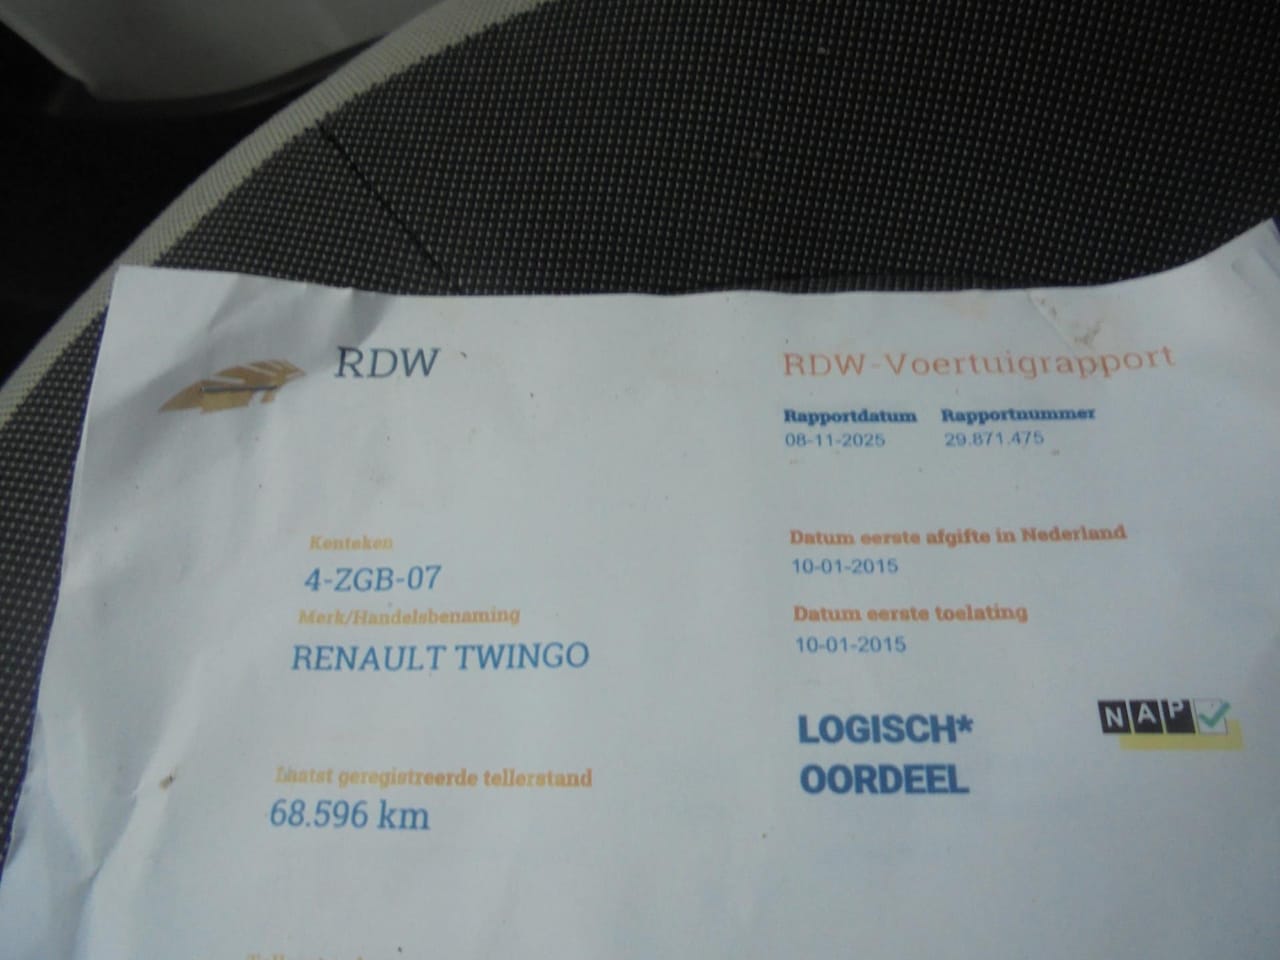 RDW
RDW-Voertuigrapport
Rapportdatum Rapportnummer
08-11-2025 29.871.475
Kenteken
4-ZGB-07
Merk/Handelsbenaming
RENAULT TWINGO
Laatst geregistreerde tellerstand
68.596 km
Datum eerste afgifte in Nederland
10-01-2015
Datum eerste toelating
10-01-2015
LOGISCH*
OORDEEL
NAP